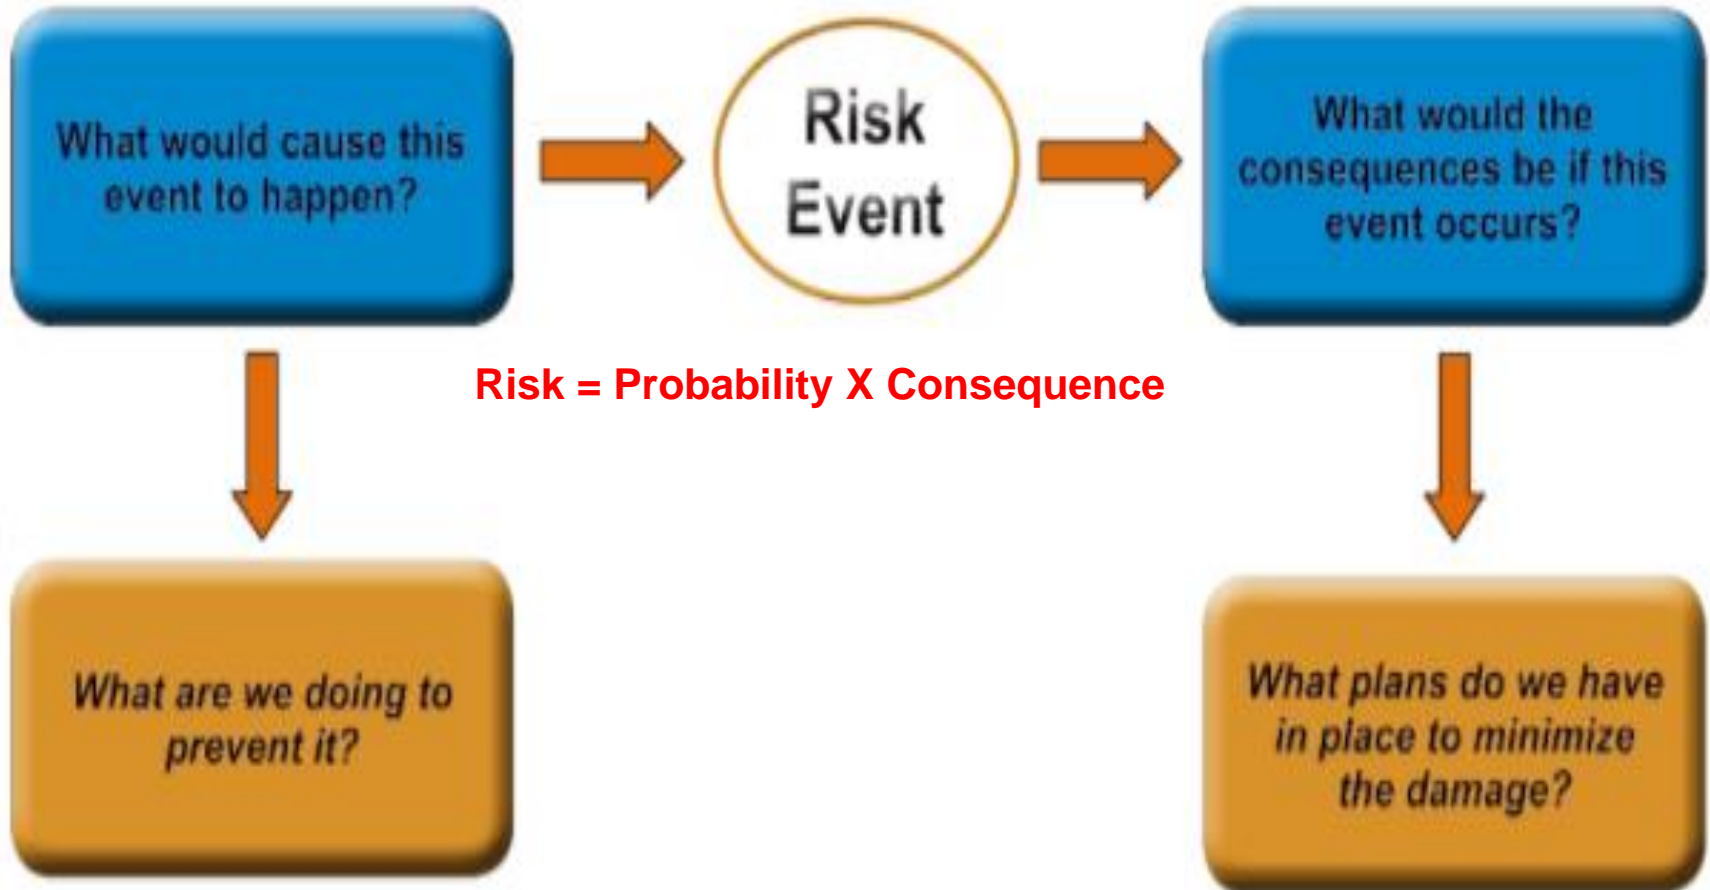 What would cause this
event to happen?
Risk
Event
What would the
consequences be if this
event occurs?
Risk = Probability X Consequence
What are we doing to
prevent it?
What plans do we have
in place to minimize
the damage?